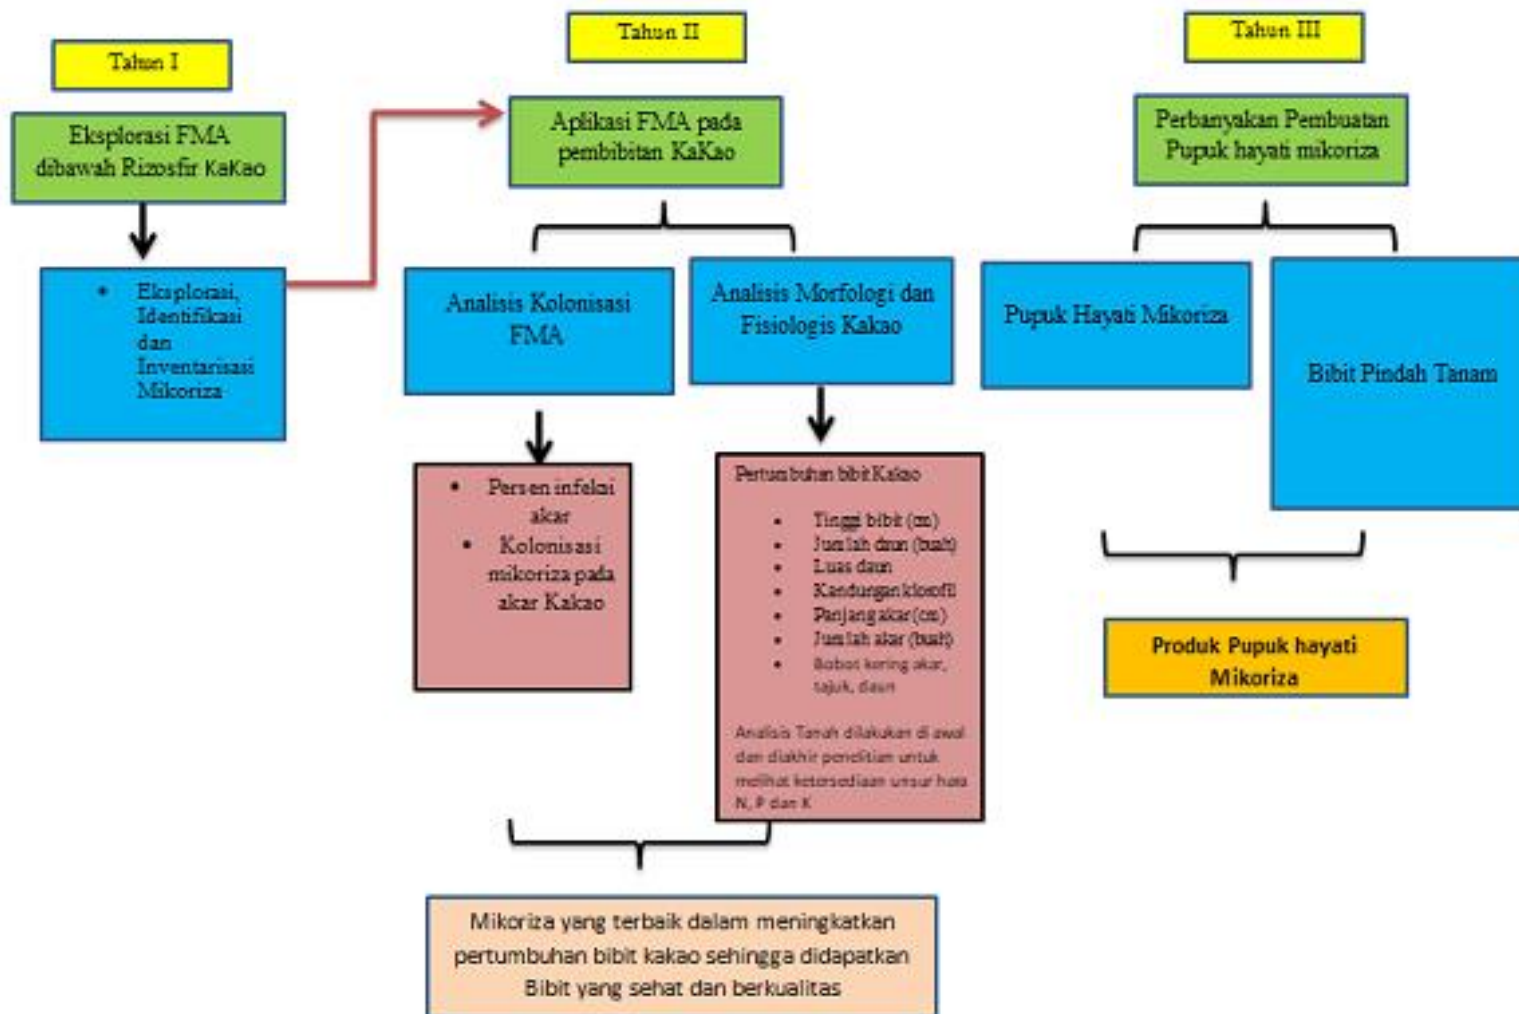 Tahun I
Eksplorasi FMA
dibawah Rizosfir KaKao
• Eksplorasi,
Identifikasi
dan
Inventarisasi
Mikoriza
Tahun II
Aplikasi FMA pada
pembibitan KaKao
Analisis Kolonisasi
FMA
Analisis Morfologi dan
Fisiologis Kakao
• Persen infeksi
akar
• Kolonisasi
mikoriza pada
akar Kakao
Pertumbuhan bibit Kakao
• Tinggi bibit (cm)
• Jumlah daun (buah)
• Luas daun
• Kandungan klorofil
• Panjang akar (cm)
• Jumlah akar (buah)
• Bobot kering akar,
tajuk, daun
Analisis Tanah dilakukan di awal
dan diakhir penelitian untuk
melihat ketersediaan unsur hara
N, P dan K
Mikoriza yang terbaik dalam meningkatkan
pertumbuhan bibit kakao sehingga didapatkan
Bibit yang sehat dan berkualitas
Tahun III
Perbanyakan Pembuatan
Pupuk hayati mikoriza
Pupuk Hayati Mikoriza
Bibit Pindah Tanam
Produk Pupuk hayati
Mikoriza